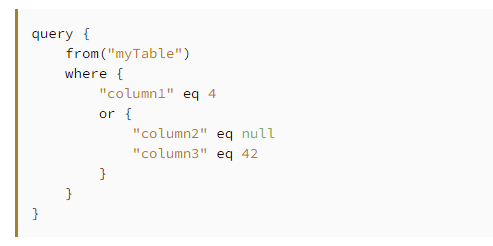 query {
    from("myTable")
    where {
        "column1" eq 4
        or {
            "column2" eq null
            "column3" eq 42
        }
    }
}